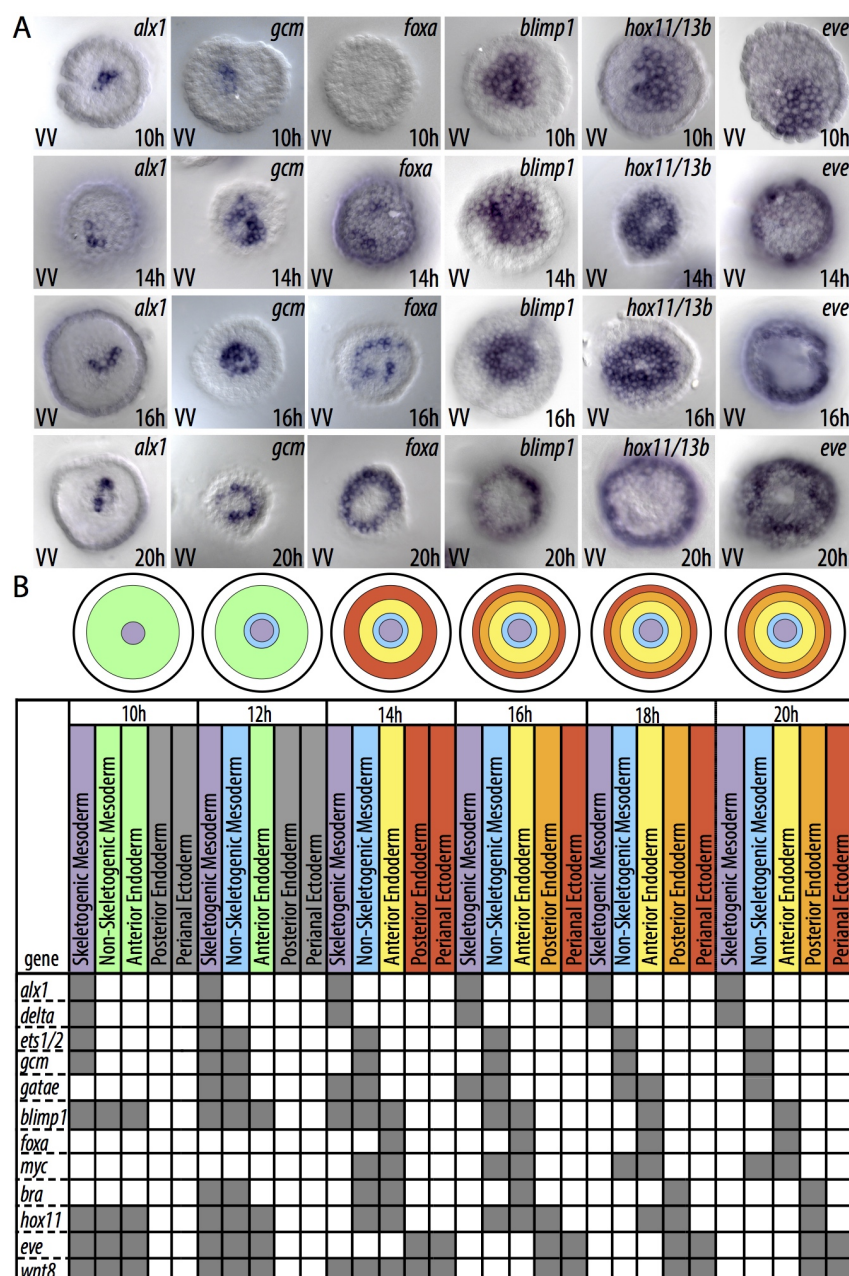 A
alx1 gcm foxa blimp1 hox11/13b eve
VV 10h VV 10h VV 10h VV 10h VV 10h VV 10h
alx1 gcm foxa blimp1 hox11/13b eve
VV 14h VV 14h VV 14h VV 14h VV 14h VV 14h
alx1 gcm foxa blimp1 hox11/13b eve
VV 16h VV 16h VV 16h VV 16h VV 16h VV 16h
alx1 gcm foxa blimp1 hox11/13b eve
VV 20h VV 20h VV 20h VV 20h VV 20h VV 20h
B
10h 12h 14h 16h 18h 20h
gene
Skeletogenic Mesoderm
Non-Skeletogenic Mesoderm
Anterior Endoderm
Posterior Endoderm
Perianal Ectoderm
Skeletogenic Mesoderm
Non-Skeletogenic Mesoderm
Anterior Endoderm
Posterior Endoderm
Perianal Ectoderm
Skeletogenic Mesoderm
Non-Skeletogenic Mesoderm
Anterior Endoderm
Posterior Endoderm
Perianal Ectoderm
Skeletogenic Mesoderm
Non-Skeletogenic Mesoderm
Anterior Endoderm
Posterior Endoderm
Perianal Ectoderm
Skeletogenic Mesoderm
Non-Skeletogenic Mesoderm
Anterior Endoderm
Posterior Endoderm
Perianal Ectoderm
Skeletogenic Mesoderm
Non-Skeletogenic Mesoderm
Anterior Endoderm
Posterior Endoderm
Perianal Ectoderm
alx1
delta
ets1/2
gcm
gatae
blimp1
foxa
myc
bra
hox11
eve
wnt8